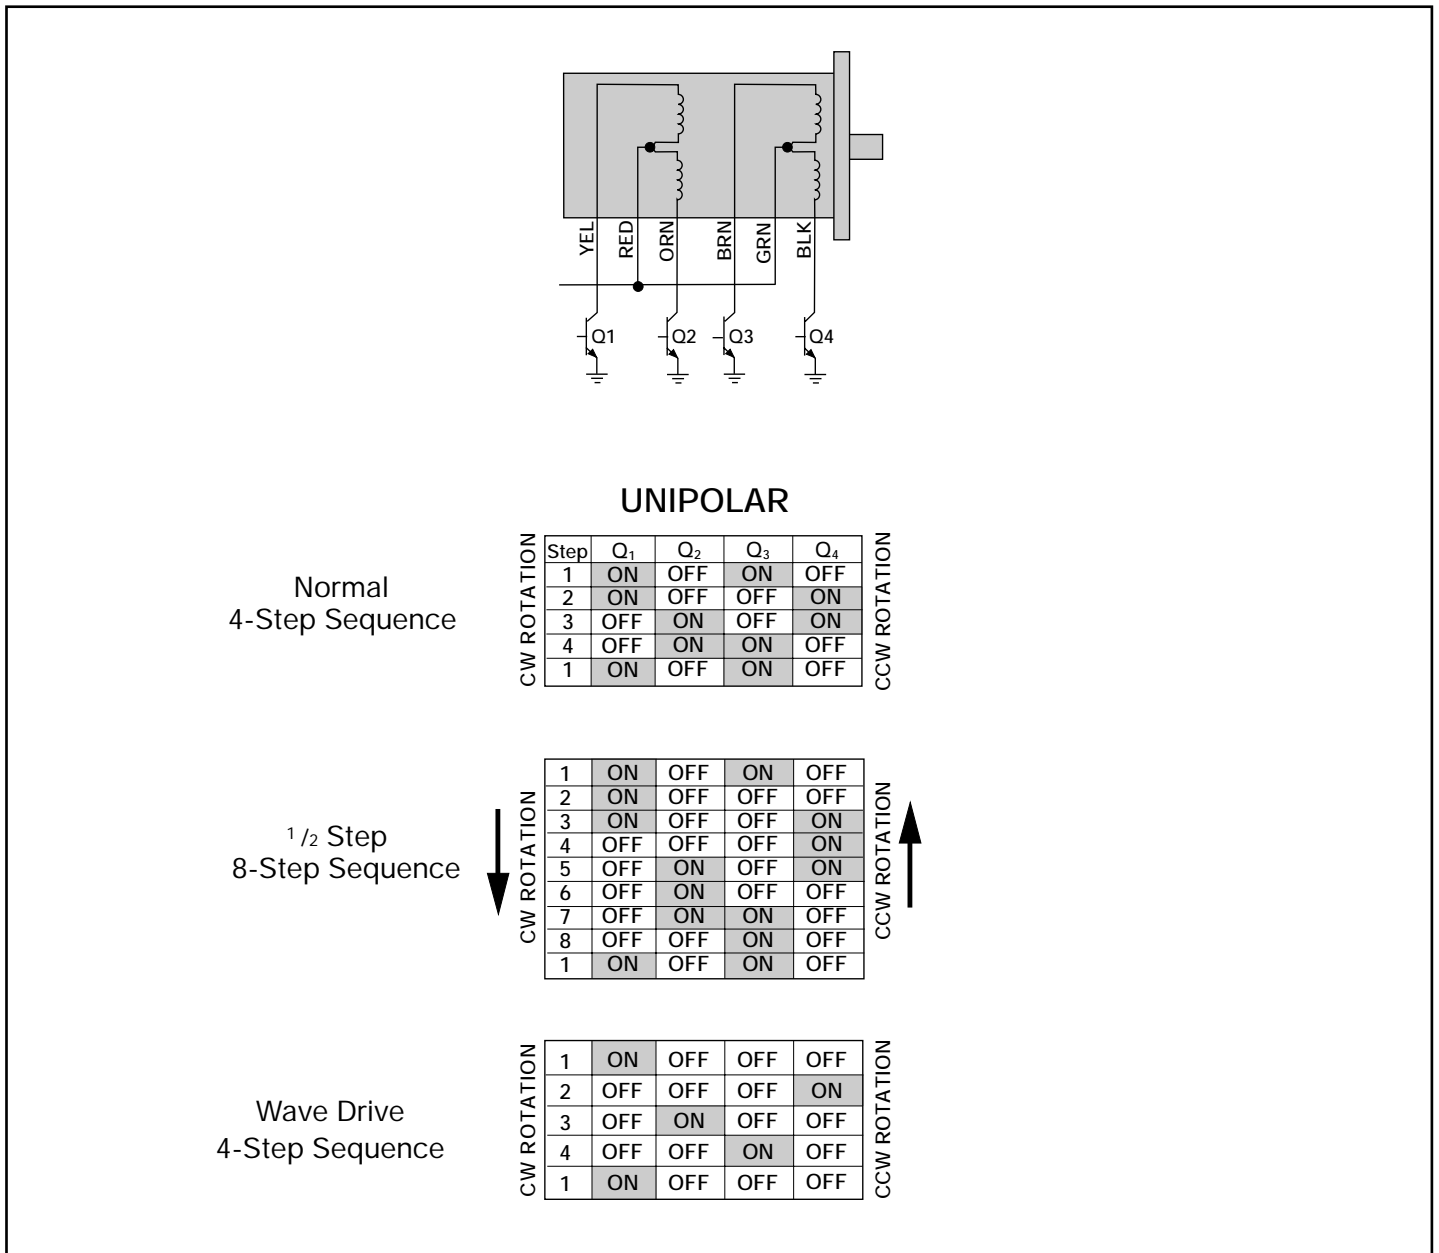 YEL RED ORN BRN GRN BLK
Q1 Q2 Q3 Q4
UNIPOLAR
Normal
4-Step Sequence
CW ROTATION
Step Q₁ Q₂ Q₃ Q₄
1 ON OFF ON OFF
2 ON OFF OFF ON
3 OFF ON OFF ON
4 OFF ON ON OFF
1 ON OFF ON OFF
CCW ROTATION
1/2 Step
8-Step Sequence
CW ROTATION
1 ON OFF ON OFF
2 ON OFF OFF OFF
3 ON OFF OFF ON
4 OFF OFF OFF ON
5 OFF ON OFF ON
6 OFF ON OFF OFF
7 OFF ON ON OFF
8 OFF OFF ON OFF
1 ON OFF ON OFF
CCW ROTATION
Wave Drive
4-Step Sequence
CW ROTATION
1 ON OFF OFF OFF
2 OFF OFF OFF ON
3 OFF ON OFF OFF
4 OFF OFF ON OFF
1 ON OFF OFF OFF
CCW ROTATION